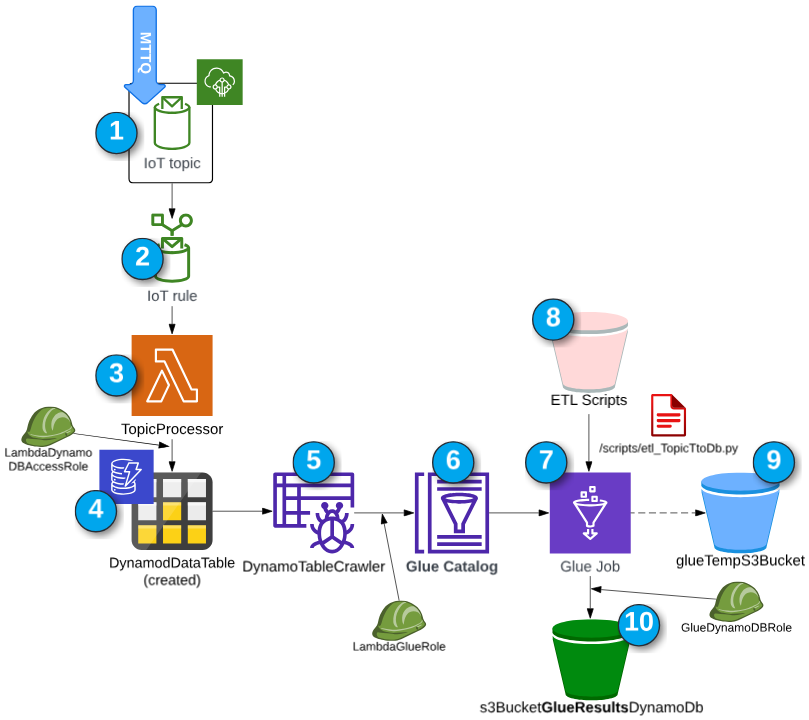 MTTQ
1
IoT topic
2
IoT rule
3
TopicProcessor
LambdaDynamo
DBAccessRole
4
DynamodDataTable
(created)
5
DynamoTableCrawler
LambdaGlueRole
6
Glue Catalog
8
ETL Scripts
/scripts/etl_TopicTtoDb.py
7
Glue Job
9
glueTempS3Bucket
GlueDynamoDBRole
10
s3BucketGlueResultsDynamoDb